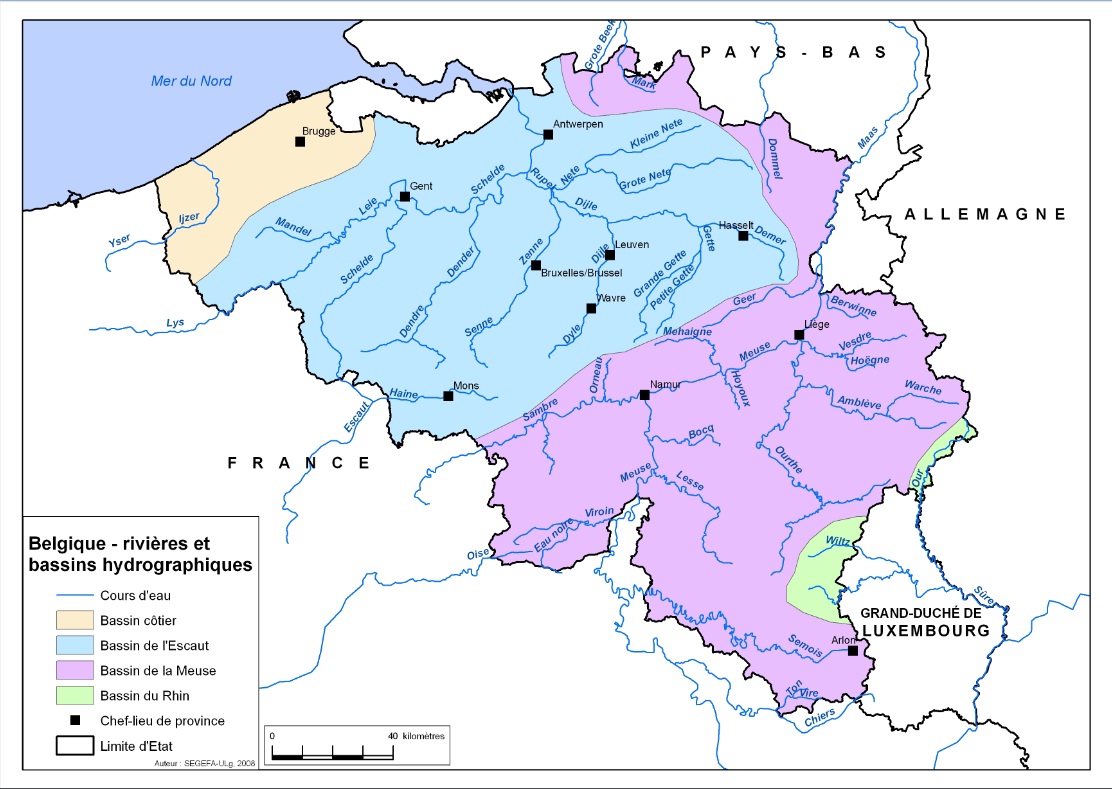 PAYS-BAS
Mer du Nord
Grote Beek
Mark
Brugge
Antwerpen
Kleine Nete
Maas
Dommel
Schelde
Rupel
Nete
Grote Nete
Gent
Leie
Ijzer
Yser
Mandel
Dijle
ALLEMAGNE
Hasselt
Demer
Gette
Zenne
Dijle
Leuven
Dender
Schelde
Bruxelles/Brussel
Grande Gette
Petite Gette
Wavre
Geer
Berwinne
Lys
Dendre
Senne
Dyle
Mehaigne
Liège
Vesdre
Hoëgne
Meuse
Orneau
Hoyoux
Namur
Mons
Haine
Warche
Amblève
Sambre
Escaut
Bocq
FRANCE
Ourthe
Meuse
Lesse
Our
Viroin
Eau noire
Oise
Wiltz
Sûre
GRAND-DUCHÉ DE
LUXEMBOURG
Semois
Arlon
Ton
Vire
Chiers
Belgique - rivières et
bassins hydrographiques
Cours d'eau
Bassin côtier
Bassin de l'Escaut
Bassin de la Meuse
Bassin du Rhin
Chef-lieu de province
Limite d'Etat
Auteur : SEGEFA-ULg, 2008
0 40 kilomètres